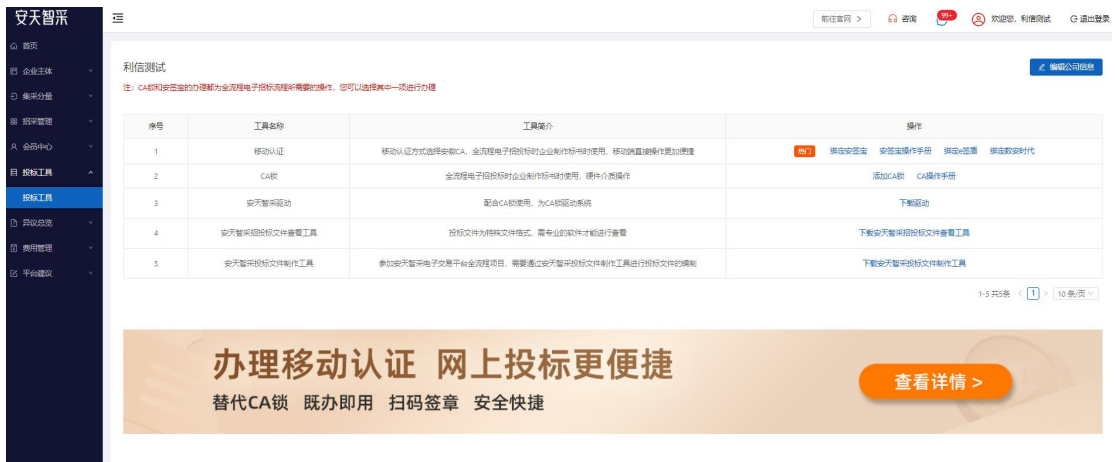 安天智采
前往官网 >
咨询
99+
欢迎您，利信测试
退出登录
首页
企业主体
集采分量
招采管理
会员中心
投标工具
投标工具
异议总览
费用管理
平台建议
利信测试
编辑公司信息
注：CA锁和安签宝的办理都为全流程电子招标流程所需要的操作，您可以选择其中一项进行办理
序号 工具名称 工具简介 操作
1 移动认证 移动认证方式选择安徽CA，全流程电子招投标时企业制作标书时使用，移动端直接操作更加便捷 热门 绑定安签宝 安签宝操作手册 绑定e签盾 绑定数安时代
2 CA锁 全流程电子招投标时企业制作标书时使用，硬件介质操作 添加CA锁 CA操作手册
3 安天智采驱动 配合CA锁使用，为CA锁驱动系统 下载驱动
4 安天智采招投标文件查看工具 投标文件为特殊文件格式，需专业的软件才能进行查看 下载安天智采招投标文件查看工具
5 安天智采投标文件制作工具 参加安天智采电子交易平台全流程项目，需要通过安天智采投标文件制作工具进行投标文件的编制 下载安天智采投标文件制作工具
1-5 共5条 < 1 > 10 条/页
办理移动认证 网上投标更便捷
替代CA锁 既办即用 扫码签章 安全快捷
查看详情 >